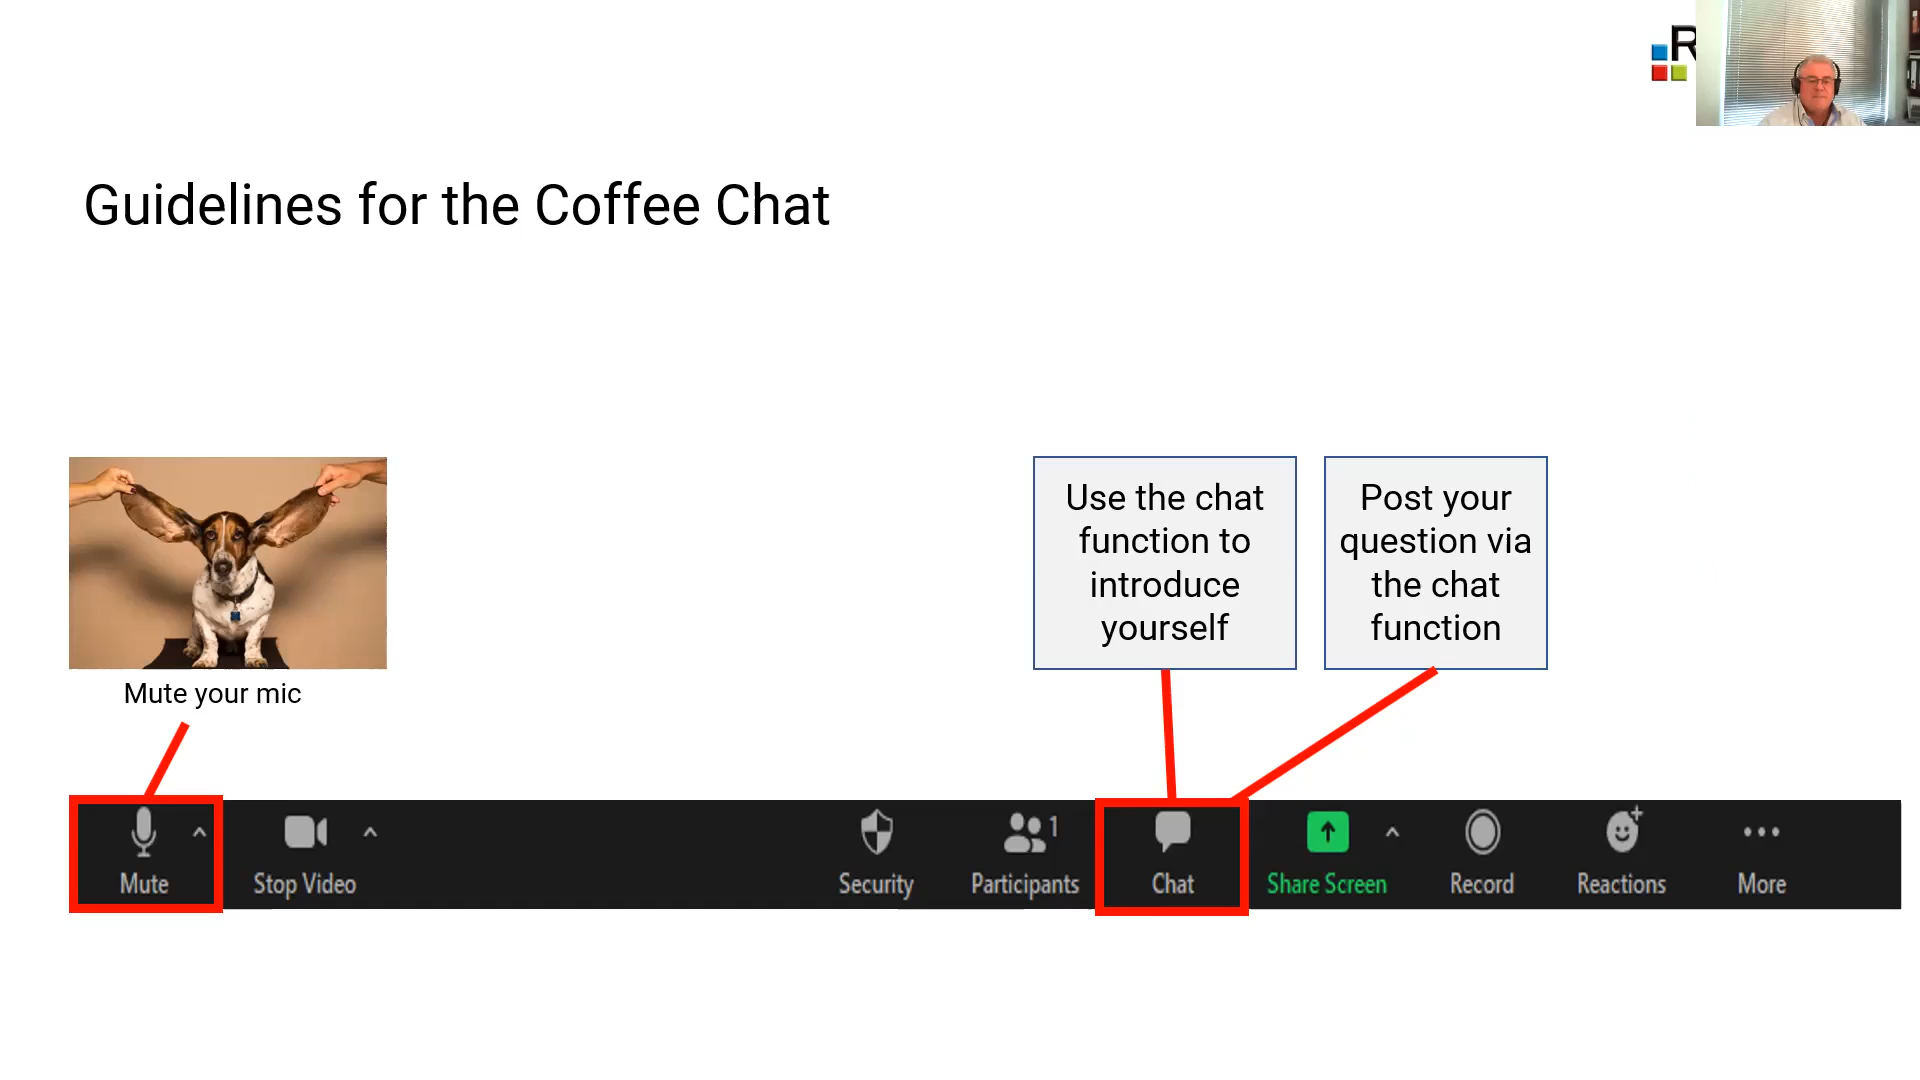 R
Guidelines for the Coffee Chat
Use the chat
function to
introduce
yourself
Post your
question via
the chat
function
Mute your mic
1
Mute
Stop Video
Security
Participants
Chat
Share Screen
Record
Reactions
More